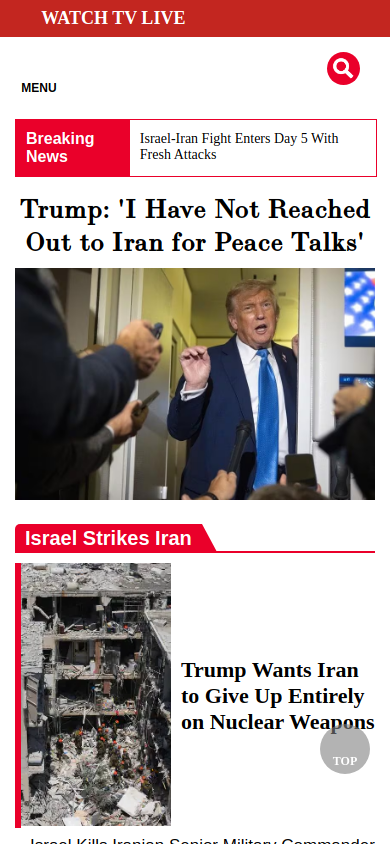 WATCH TV LIVE
MENU
Breaking
News
Israel-Iran Fight Enters Day 5 With
Fresh Attacks
Trump: 'I Have Not Reached
Out to Iran for Peace Talks'
Israel Strikes Iran
Trump Wants Iran
to Give Up Entirely
on Nuclear Weapons
TOP
Israel Kills Iranian Senior Military Commander